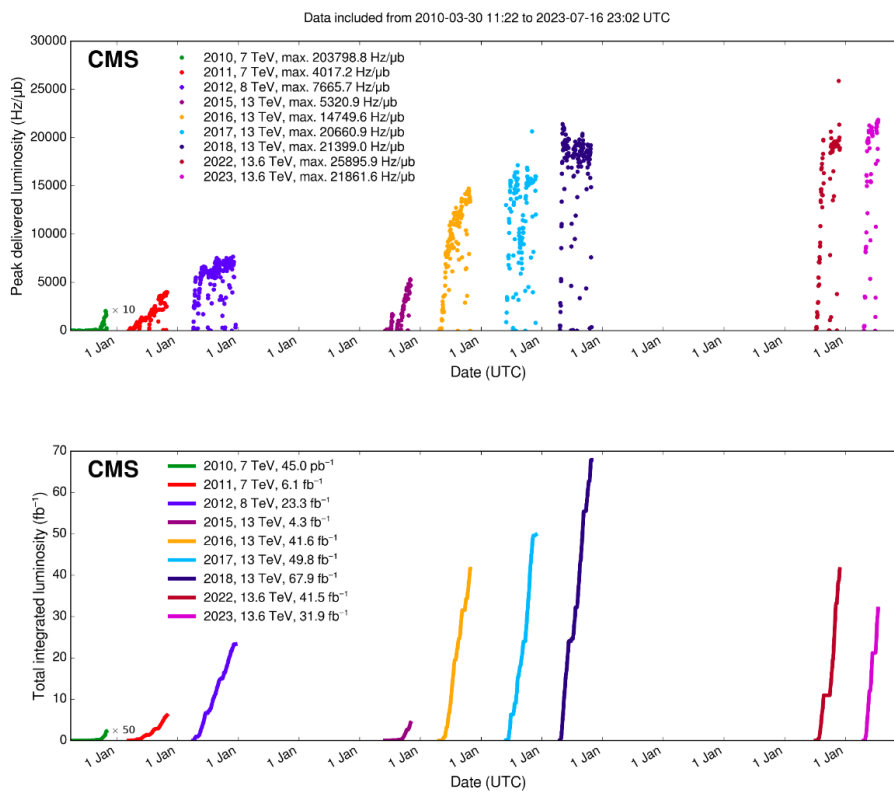 Data included from 2010-03-30 11:22 to 2023-07-16 23:02 UTC
30000
25000
20000
15000
10000
5000
0
Peak delivered luminosity (Hz/μb)
CMS
2010, 7 TeV, max. 203798.8 Hz/μb
2011, 7 TeV, max. 4017.2 Hz/μb
2012, 8 TeV, max. 7665.7 Hz/μb
2015, 13 TeV, max. 5320.9 Hz/μb
2016, 13 TeV, max. 14749.6 Hz/μb
2017, 13 TeV, max. 20660.9 Hz/μb
2018, 13 TeV, max. 21399.0 Hz/μb
2022, 13.6 TeV, max. 25895.9 Hz/μb
2023, 13.6 TeV, max. 21861.6 Hz/μb
× 10
1 Jan 1 Jan 1 Jan 1 Jan 1 Jan 1 Jan 1 Jan 1 Jan 1 Jan 1 Jan 1 Jan 1 Jan 1 Jan
Date (UTC)
70
60
50
40
30
20
10
0
Total integrated luminosity (fb⁻¹)
CMS
2010, 7 TeV, 45.0 pb⁻¹
2011, 7 TeV, 6.1 fb⁻¹
2012, 8 TeV, 23.3 fb⁻¹
2015, 13 TeV, 4.3 fb⁻¹
2016, 13 TeV, 41.6 fb⁻¹
2017, 13 TeV, 49.8 fb⁻¹
2018, 13 TeV, 67.9 fb⁻¹
2022, 13.6 TeV, 41.5 fb⁻¹
2023, 13.6 TeV, 31.9 fb⁻¹
× 50
1 Jan 1 Jan 1 Jan 1 Jan 1 Jan 1 Jan 1 Jan 1 Jan 1 Jan 1 Jan 1 Jan 1 Jan 1 Jan
Date (UTC)